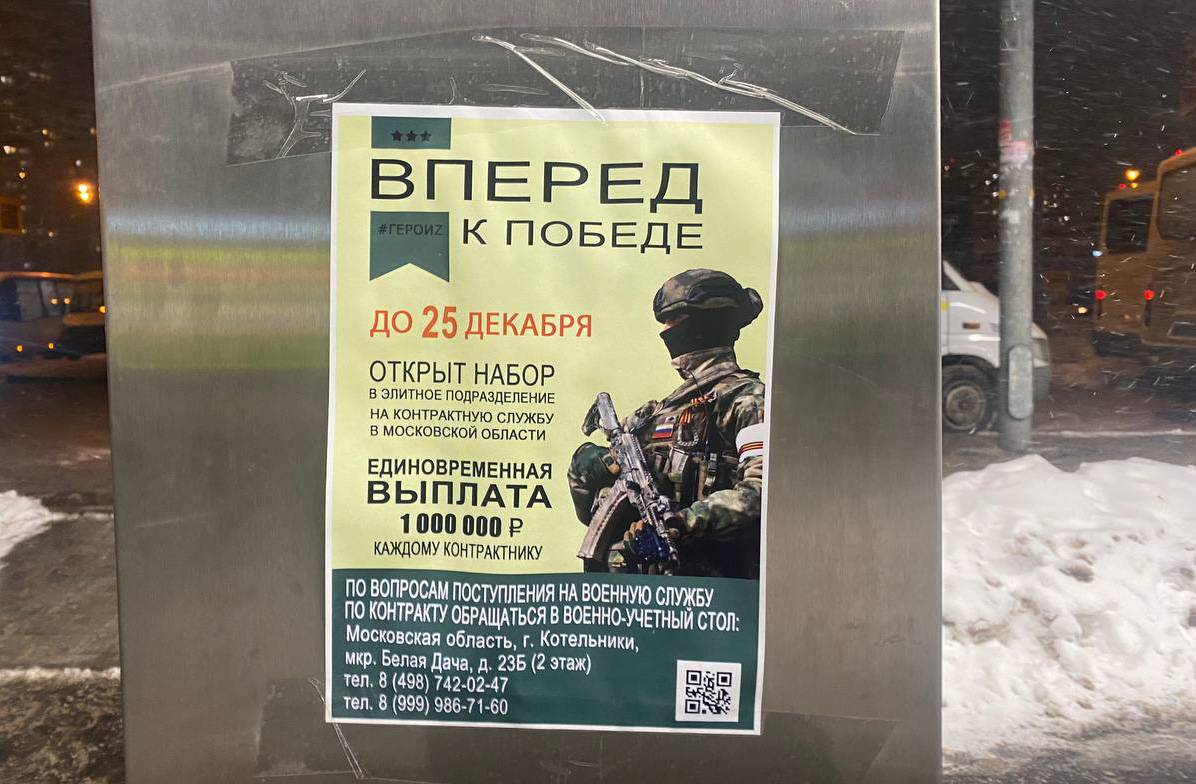 ВПЕРЕД
#ГЕРОИZ К ПОБЕДЕ
ДО 25 ДЕКАБРЯ
ОТКРЫТ НАБОР
В ЭЛИТНОЕ ПОДРАЗДЕЛЕНИЕ
НА КОНТРАКТНУЮ СЛУЖБУ
В МОСКОВСКОЙ ОБЛАСТИ
ЕДИНОВРЕМЕННАЯ
ВЫПЛАТА
1 000 000 ₽
КАЖДОМУ КОНТРАКТНИКУ
ПО ВОПРОСАМ ПОСТУПЛЕНИЯ НА ВОЕННУЮ СЛУЖБУ
ПО КОНТРАКТУ ОБРАЩАТЬСЯ В ВОЕННО-УЧЕТНЫЙ СТОЛ:
Московская область, г. Котельники,
мкр. Белая Дача, д. 23Б (2 этаж)
тел. 8 (498) 742-02-47
тел. 8 (999) 986-71-60